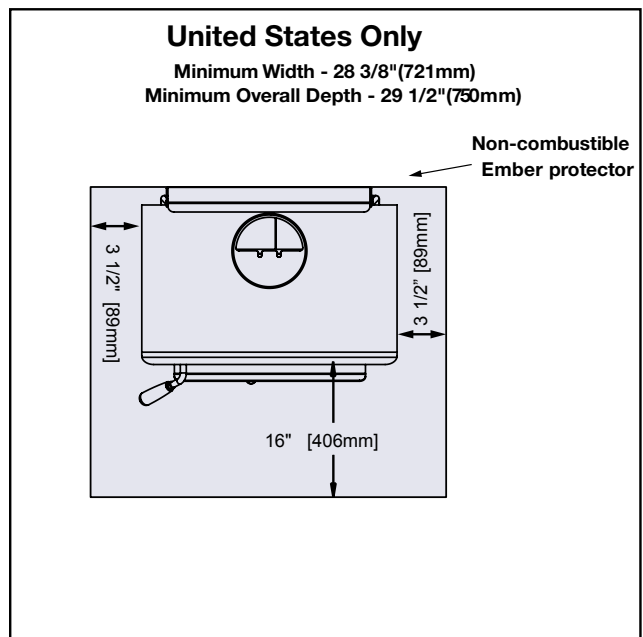 United States Only
Minimum Width - 28 3/8"(721mm)
Minimum Overall Depth - 29 1/2"(750mm)
Non-combustible
Ember protector
3 1/2" [89mm]
3 1/2” [89mm]
16" [406mm]